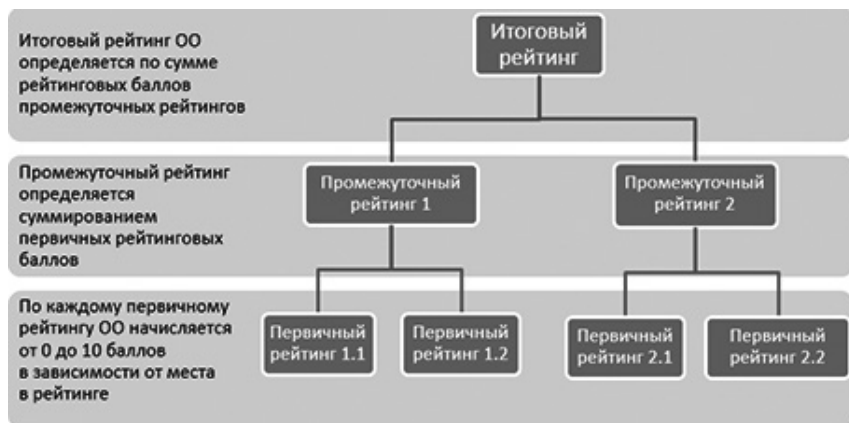 Итоговый рейтинг ОО
определяется по сумме
рейтинговых баллов
промежуточных рейтингов
Итоговый
рейтинг
Промежуточный рейтинг
определяется
суммированием
первичных рейтинговых
баллов
Промежуточный
рейтинг 1
Промежуточный
рейтинг 2
По каждому первичному
рейтингу ОО начисляется
от 0 до 10 баллов
в зависимости от места
в рейтинге
Первичный
рейтинг 1.1
Первичный
рейтинг 1.2
Первичный
рейтинг 2.1
Первичный
рейтинг 2.2